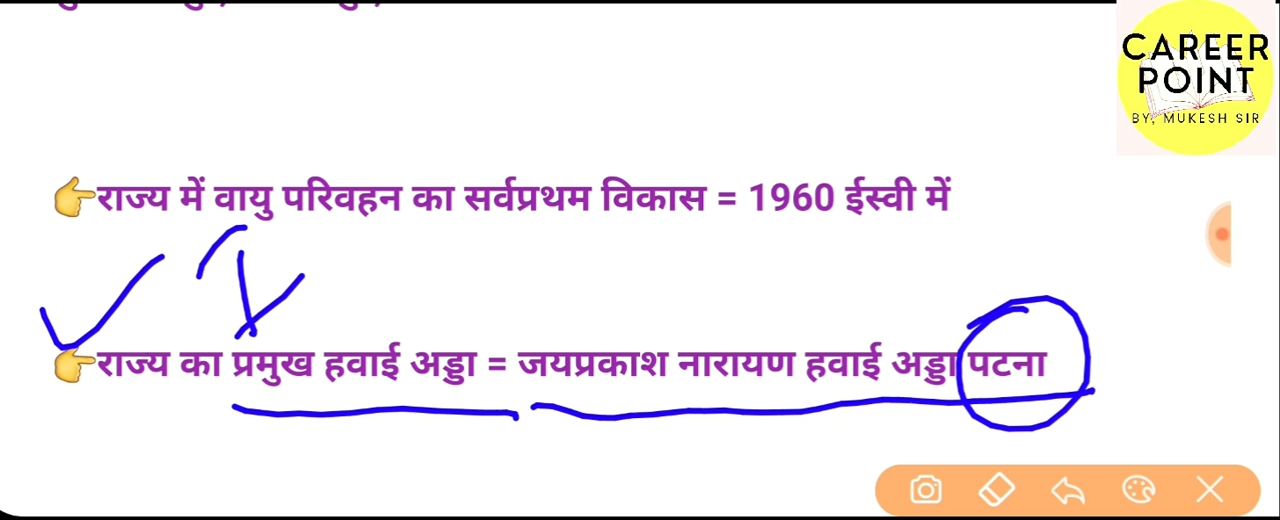 CAREER
POINT
BY, MUKESH SIR
👉राज्य में वायु परिवहन का सर्वप्रथम विकास = 1960 ईस्वी में
👉राज्य का प्रमुख हवाई अड्डा = जयप्रकाश नारायण हवाई अड्डा पटना